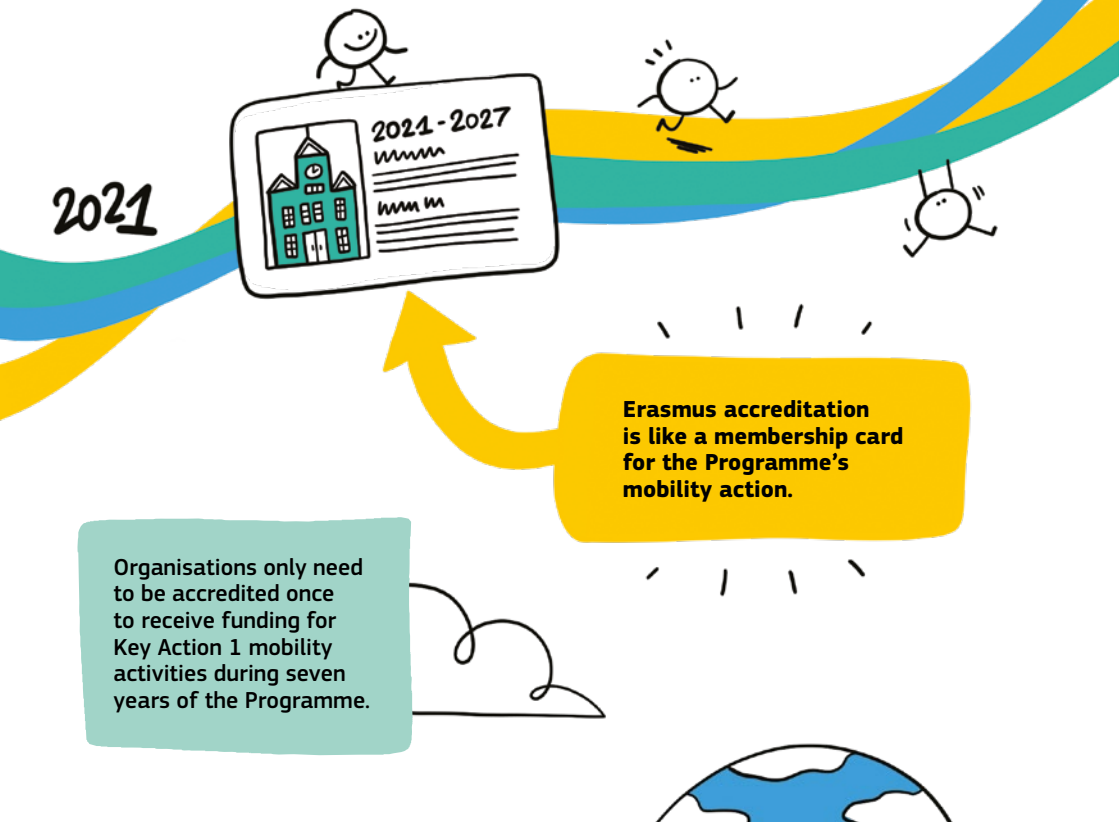 2021
2021-2027
Erasmus accreditation
is like a membership card
for the Programme's
mobility action.
Organisations only need
to be accredited once
to receive funding for
Key Action 1 mobility
activities during seven
years of the Programme.